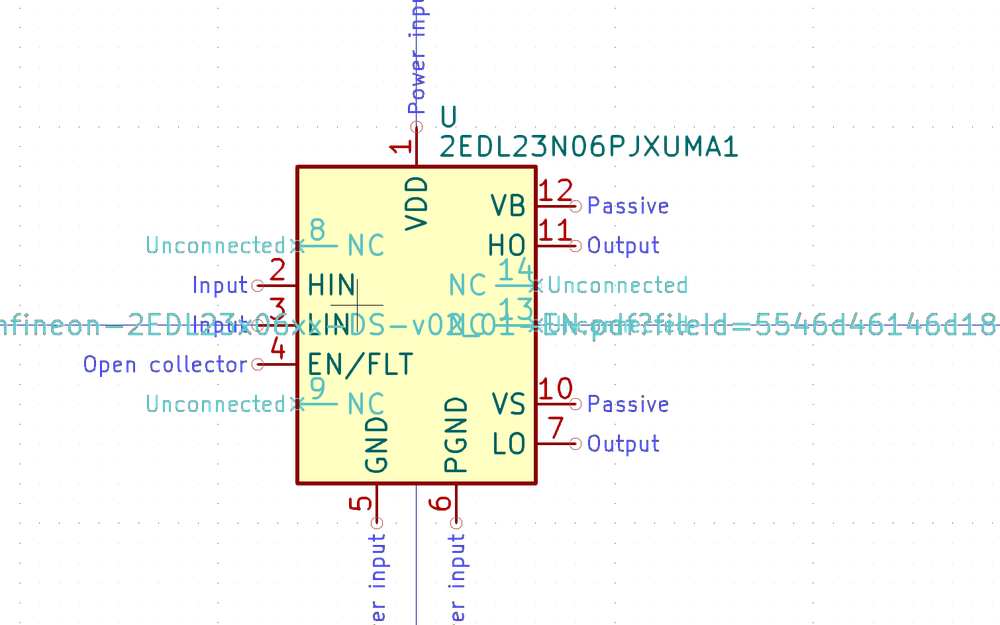 Power inpu
U
2EDL23N06PJXUMA1
1
VDD
12
VB
Passive
11
HO
Output
Unconnected
8
NC
14
NC
Unconnected
Input
2
HIN
13
nfineon-2EDL23x06xx-DS-v02_01-EN.pdf?fileId=5546d46146d18
Input
3
LIN
NC
Unconnected
Open collector
4
EN/FLT
Unconnected
9
NC
10
VS
Passive
7
LO
Output
GND
PGND
5
6
er input
er input